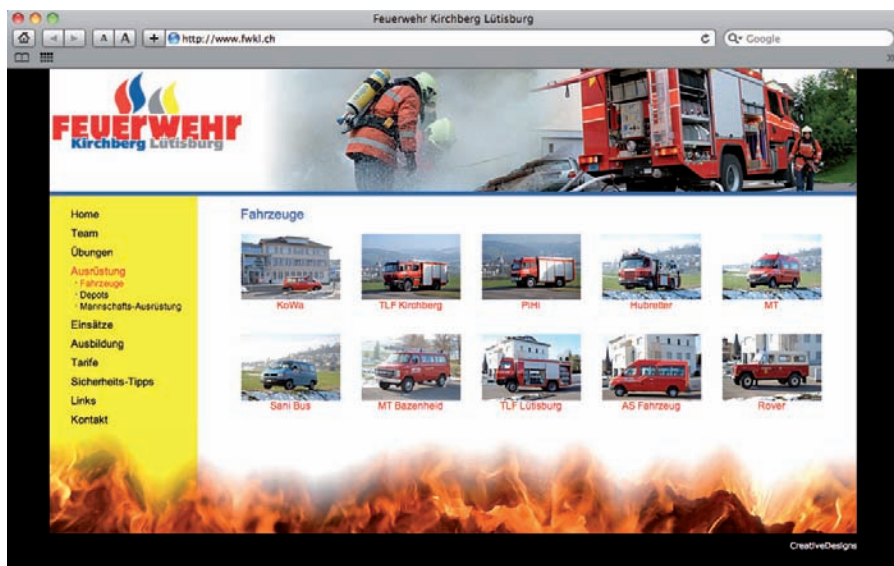 Feuerwehr Kirchberg Lütisburg
A A + http://www.fwkl.ch Google
FEUERWEHR
Kirchberg Lütisburg
Home
Team
Übungen
Ausrüstung
· Fahrzeuge
· Depots
· Mannschafts-Ausrüstung
Einsätze
Ausbildung
Tarife
Sicherheits-Tipps
Links
Kontakt
Fahrzeuge
KoWa TLF Kirchberg PiHi Hubretter MT
Sani Bus MT Bazenheid TLF Lütisburg AS Fahrzeug Rover
CreativeDesigns